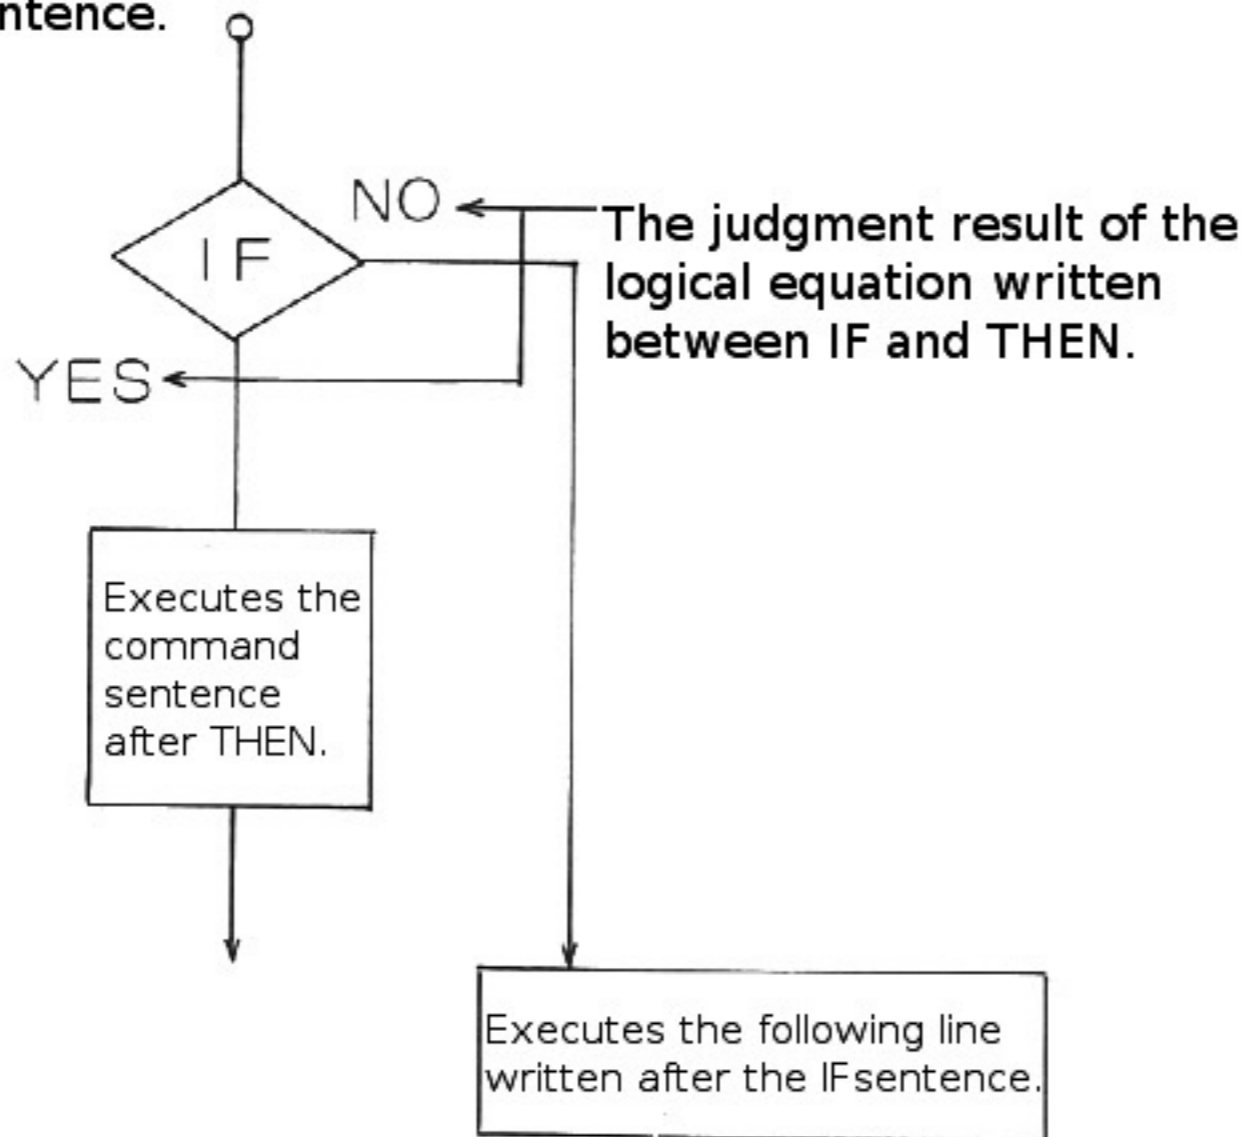 ntence.
NO
The judgment result of the
logical equation written
between IF and THEN.
IF
YES
Executes the
command
sentence
after THEN.
Executes the following line
written after the IFsentence.